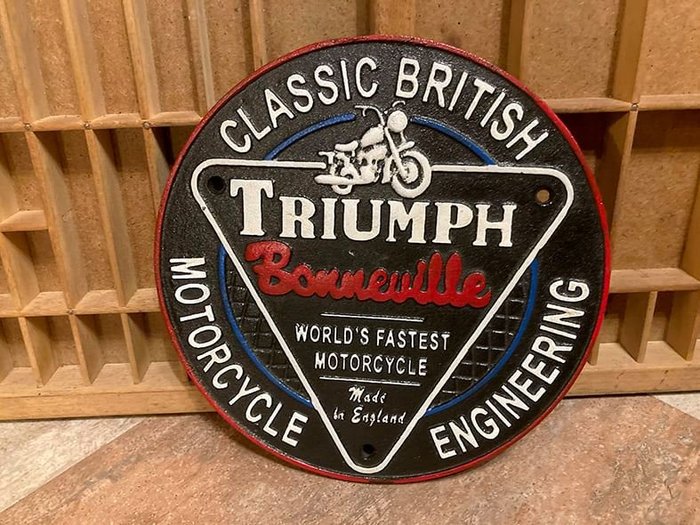 CLASSIC BRITISH
TRIUMPH
Bonneville
WORLD'S FASTEST
MOTORCYCLE
Made
in England
MOTORCYCLE
ENGINEERING